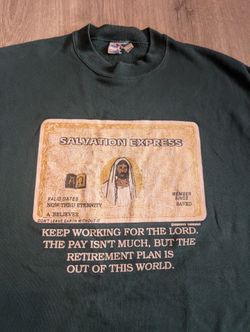 SALVATION EXPRESS
VALID DATES
NOW THRU ETERNITY
MEMBER
SINCE
SAVED
A BELIEVER
DON'T LEAVE EARTH WITHOUT IT
KEEP WORKING FOR THE LORD.
THE PAY ISN'T MUCH, BUT THE
RETIREMENT PLAN IS
OUT OF THIS WORLD.